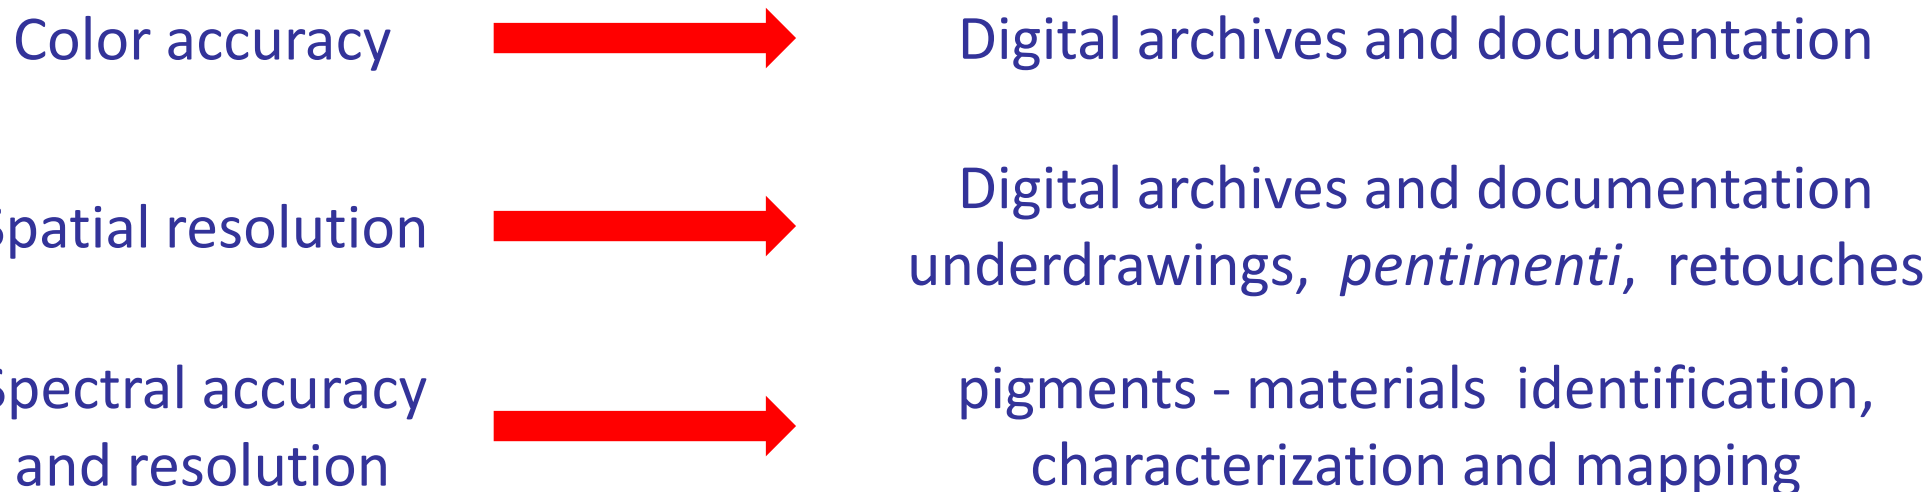 Color accuracy
Digital archives and documentation
Spatial resolution
Digital archives and documentation
underdrawings, pentimenti, retouches
Spectral accuracy
and resolution
pigments - materials identification,
characterization and mapping